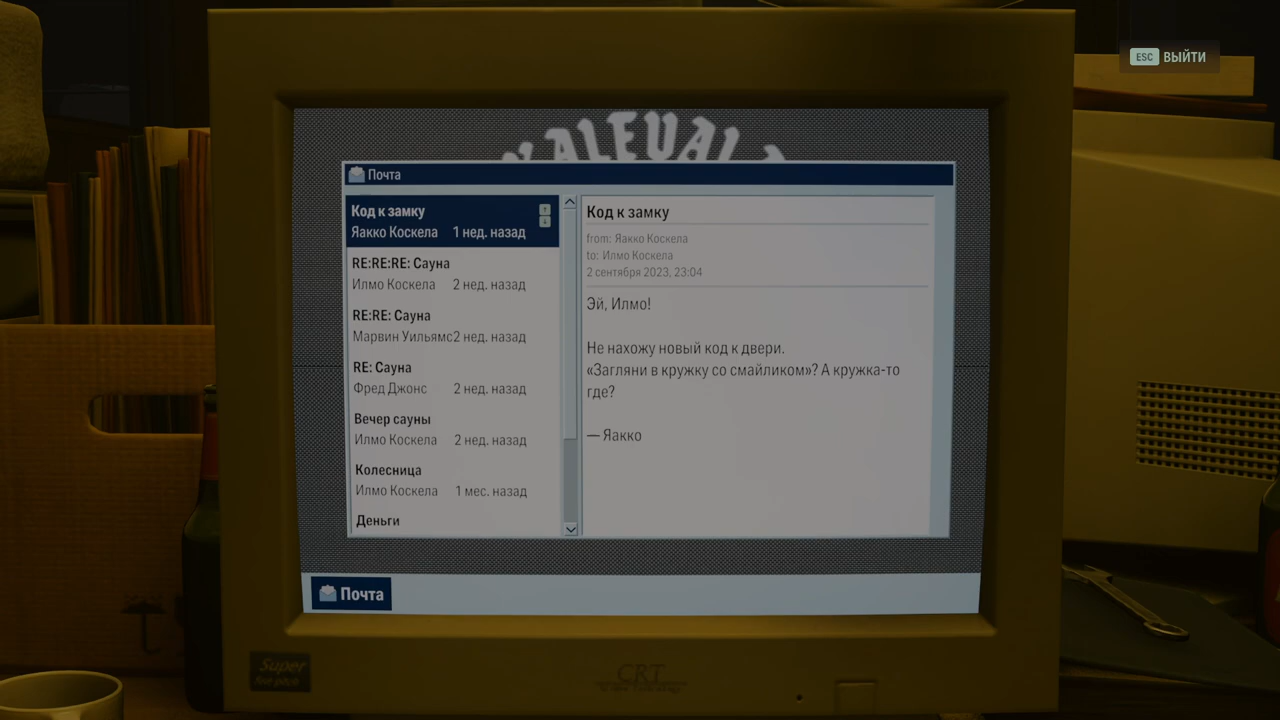 ESC ВЫЙТИ
KALEVALA
Почта
Код к замку
Яакко Коскела 1 нед. назад
RE:RE:RE: Сауна
Илмо Коскела 2 нед. назад
RE:RE: Сауна
Марвин Уильямс 2 нед. назад
RE: Сауна
Фред Джонс 2 нед. назад
Вечер сауны
Илмо Коскела 2 нед. назад
Колесница
Илмо Коскела 1 мес. назад
Деньги
Код к замку
from: Яакко Коскела
to: Илмо Коскела
2 сентября 2023, 23:04
Эй, Илмо!
Не нахожу новый код к двери.
«Загляни в кружку со смайликом»? А кружка-то
где?
— Яакко
Почта
Super
CRT